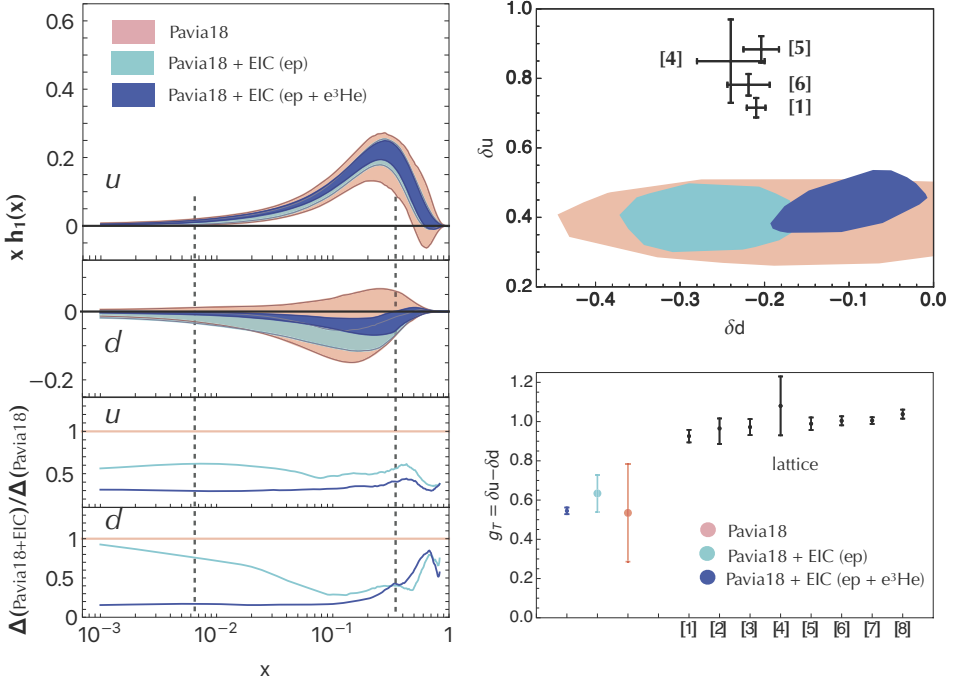 0.6
0.4
0.2
0
x h₁(x)
Pavia18
Pavia18 + EIC (ep)
Pavia18 + EIC (ep + e³He)
u
0
−0.2
d
1
0.5
u
1
0.5
0
d
Δ(Pavia18+EIC)/Δ(Pavia18)
10⁻³ 10⁻² 10⁻¹ 1
x
1.0
0.8
0.6
0.4
0.2
δu
[4]
[5]
[6]
[1]
−0.4 −0.3 −0.2 −0.1 0.0
δd
1.2
1.0
0.8
0.6
0.4
0.2
0.0
g_T = δu−δd
lattice
Pavia18
Pavia18 + EIC (ep)
Pavia18 + EIC (ep + e³He)
[1] [2] [3] [4] [5] [6] [7] [8]